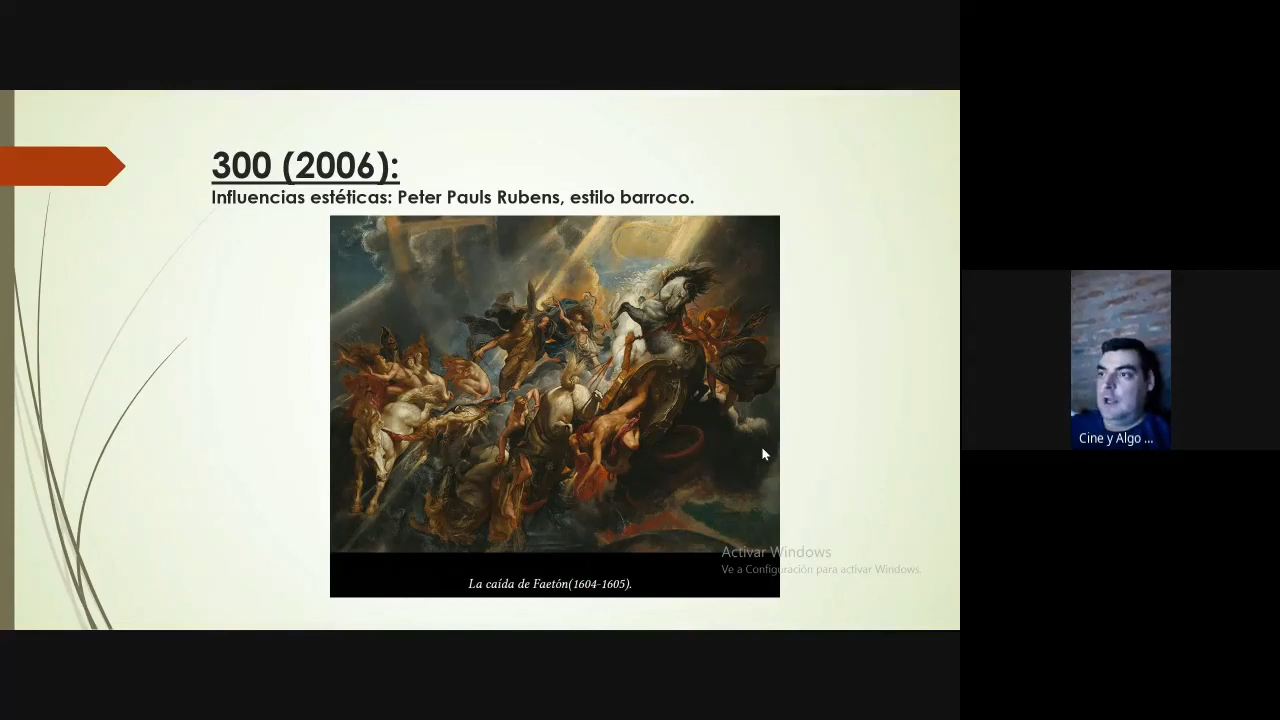 300 (2006):
Influencias estéticas: Peter Pauls Rubens, estilo barroco.
La caída de Faetón(1604-1605).
Activar Windows
Ve a Configuración para activar Windows.
Cine y Algo ...